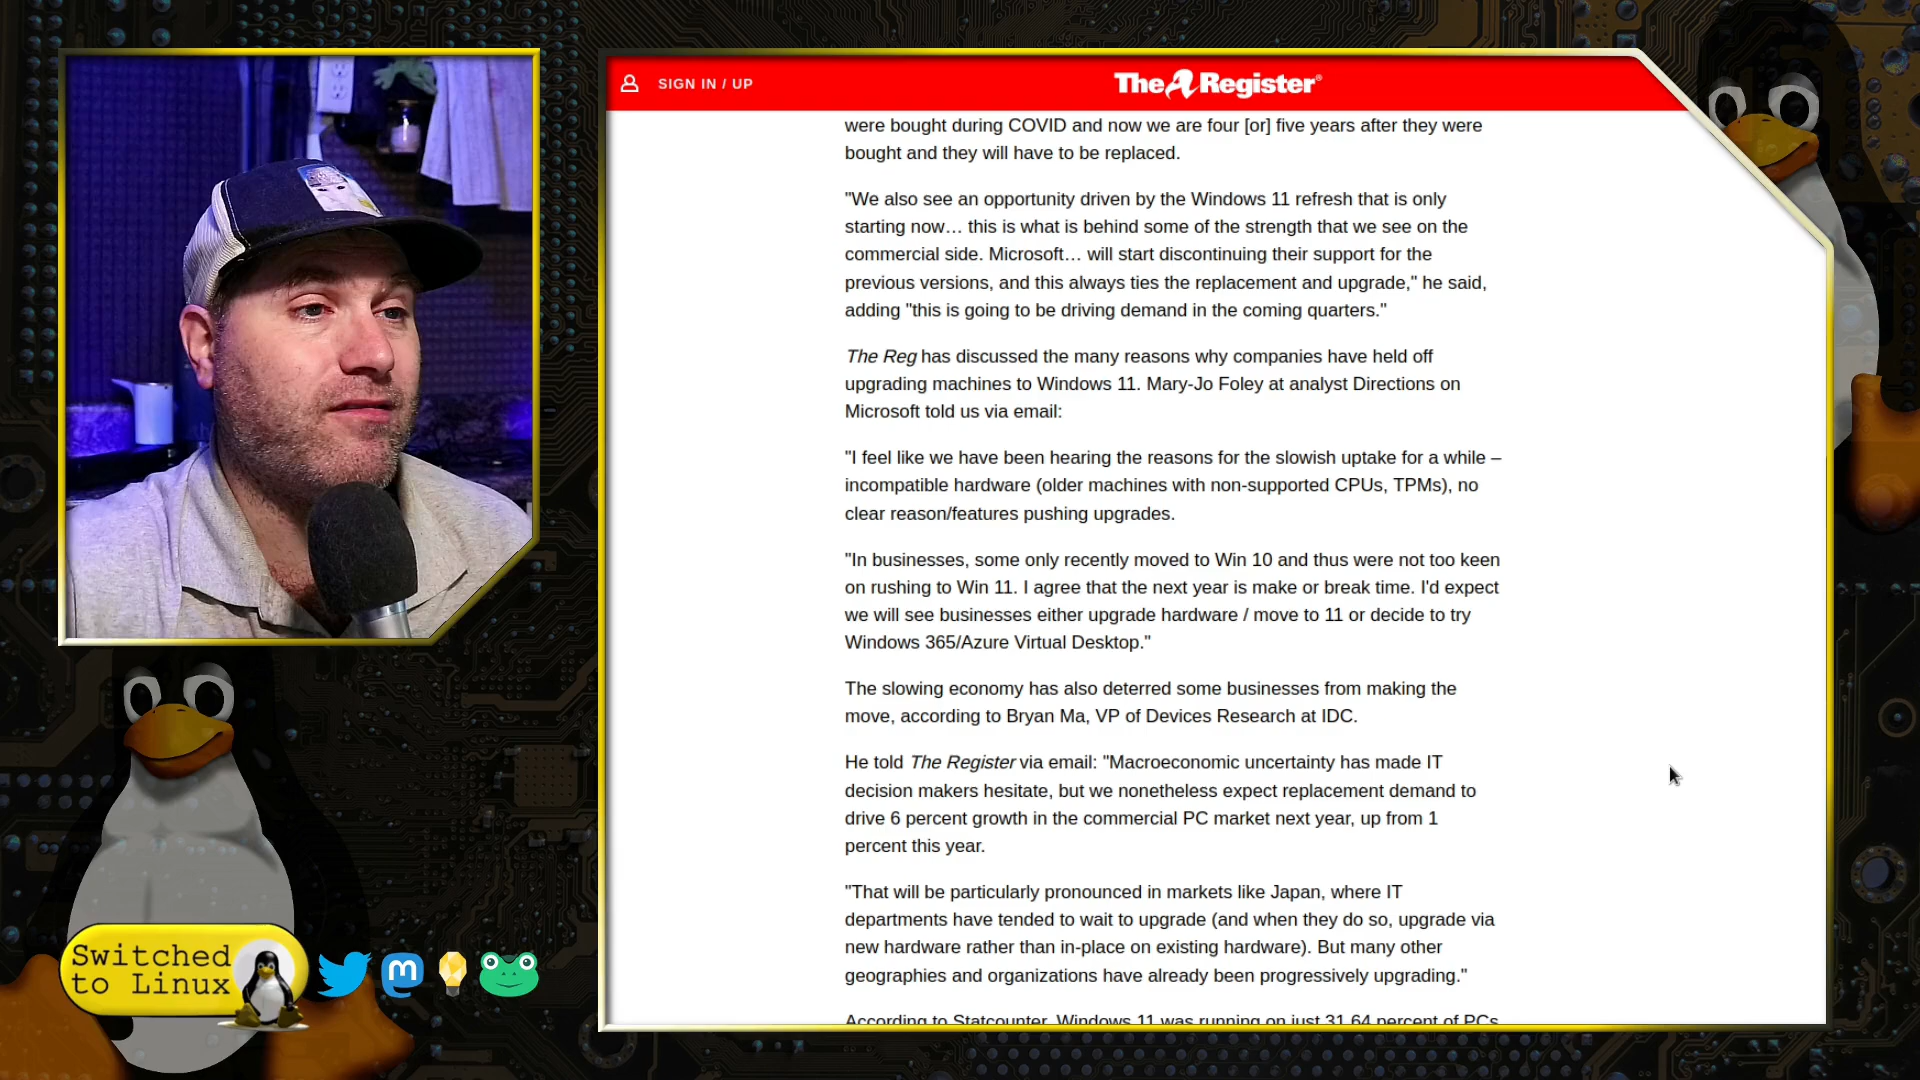 SIGN IN / UP
The Register®
were bought during COVID and now we are four [or] five years after they were
bought and they will have to be replaced.
"We also see an opportunity driven by the Windows 11 refresh that is only
starting now… this is what is behind some of the strength that we see on the
commercial side. Microsoft… will start discontinuing their support for the
previous versions, and this always ties the replacement and upgrade," he said,
adding "this is going to be driving demand in the coming quarters."
The Reg has discussed the many reasons why companies have held off
upgrading machines to Windows 11. Mary-Jo Foley at analyst Directions on
Microsoft told us via email:
"I feel like we have been hearing the reasons for the slowish uptake for a while –
incompatible hardware (older machines with non-supported CPUs, TPMs), no
clear reason/features pushing upgrades.
"In businesses, some only recently moved to Win 10 and thus were not too keen
on rushing to Win 11. I agree that the next year is make or break time. I'd expect
we will see businesses either upgrade hardware / move to 11 or decide to try
Windows 365/Azure Virtual Desktop."
The slowing economy has also deterred some businesses from making the
move, according to Bryan Ma, VP of Devices Research at IDC.
He told The Register via email: "Macroeconomic uncertainty has made IT
decision makers hesitate, but we nonetheless expect replacement demand to
drive 6 percent growth in the commercial PC market next year, up from 1
percent this year.
"That will be particularly pronounced in markets like Japan, where IT
departments have tended to wait to upgrade (and when they do so, upgrade via
new hardware rather than in-place on existing hardware). But many other
geographies and organizations have already been progressively upgrading."
According to Statcounter, Windows 11 was running on just 31.64 percent of PCs
Switched
to Linux
m